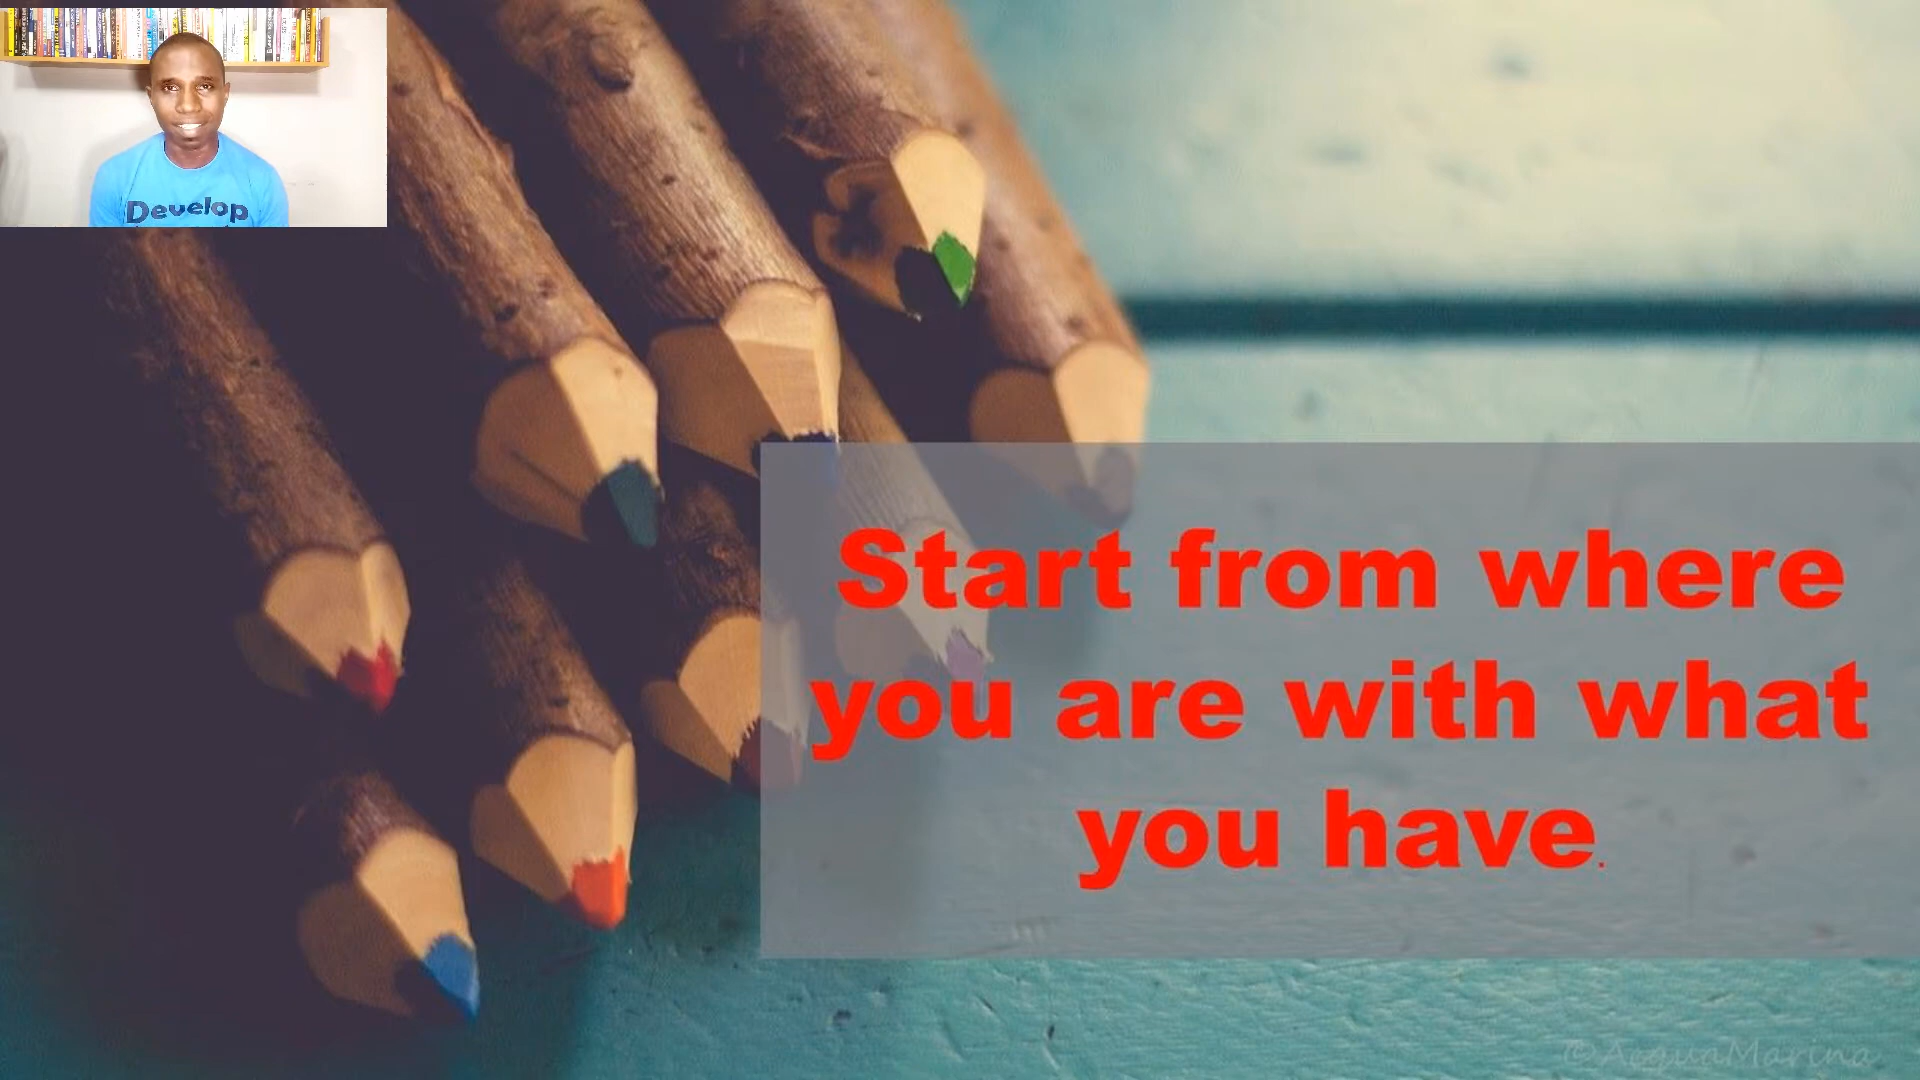 Develop
Start from where
you are with what
you have.
©AcquaMarina